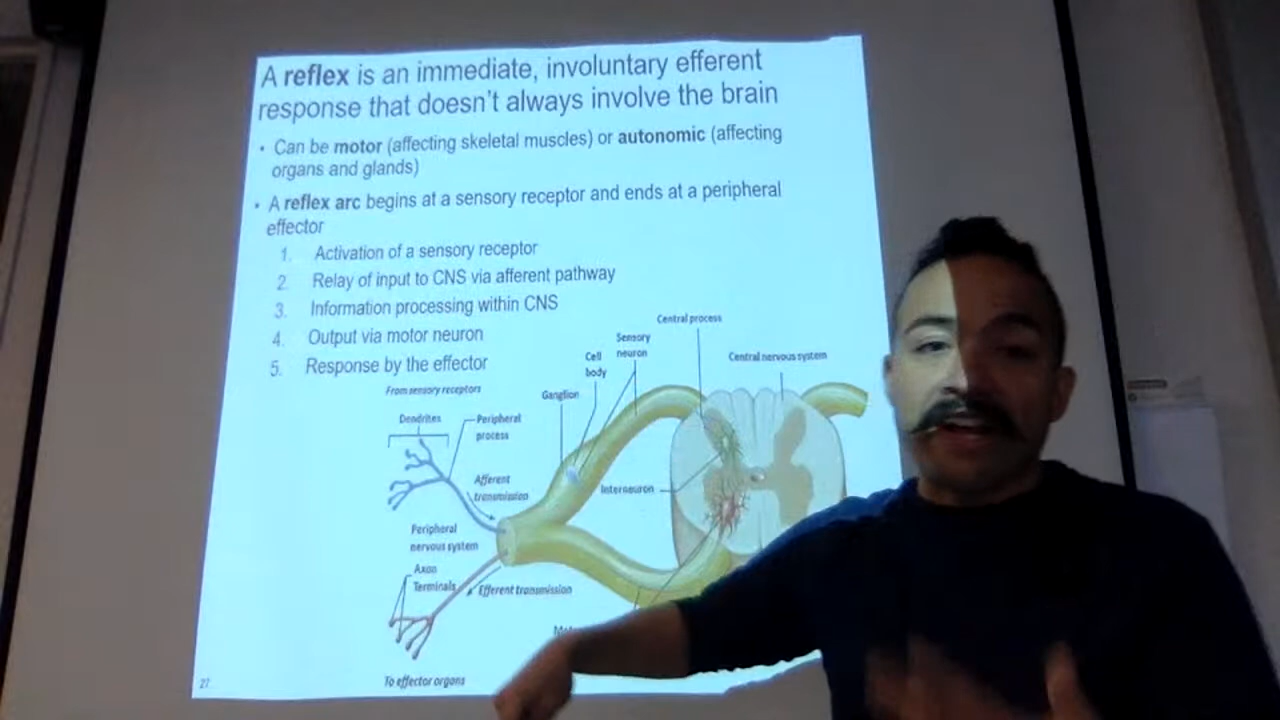 A reflex is an immediate, involuntary efferent
response that doesn't always involve the brain
• Can be motor (affecting skeletal muscles) or autonomic (affecting
organs and glands)
• A reflex arc begins at a sensory receptor and ends at a peripheral
effector
1. Activation of a sensory receptor
2. Relay of input to CNS via afferent pathway
3. Information processing within CNS
4. Output via motor neuron
5. Response by the effector
Central process
Sensory
neuron
Cell
body
Central nervous system
From sensory receptors
Ganglion
Dendrites
Peripheral
process
Afferent
transmission
Interneuron
Peripheral
nervous system
Axon
Terminals
Efferent transmission
To effector organs
27